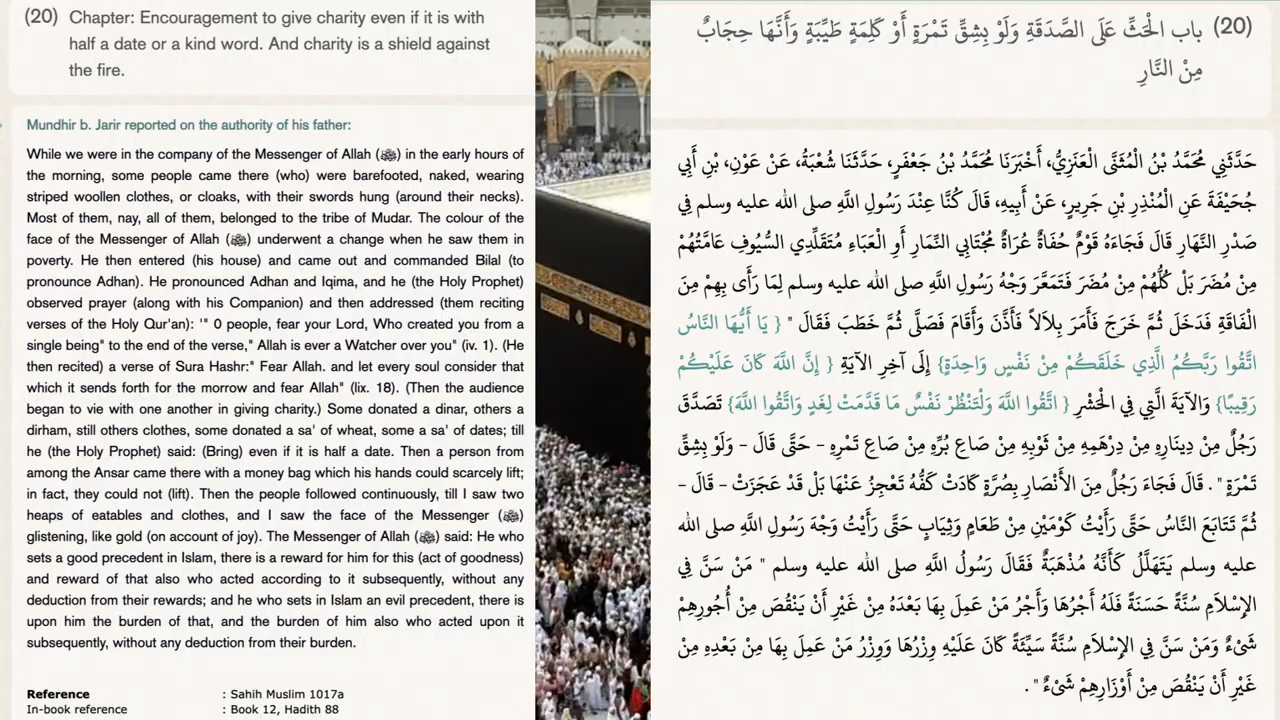 (20) Chapter: Encouragement to give charity even if it is with
half a date or a kind word. And charity is a shield against
the fire.
Mundhir b. Jarir reported on the authority of his father:
While we were in the company of the Messenger of Allah (ﷺ) in the early hours of
the morning, some people came there (who) were barefooted, naked, wearing
striped woollen clothes, or cloaks, with their swords hung (around their necks).
Most of them, nay, all of them, belonged to the tribe of Mudar. The colour of the
face of the Messenger of Allah (ﷺ) underwent a change when he saw them in
poverty. He then entered (his house) and came out and commanded Bilal (to
pronounce Adhan). He pronounced Adhan and Iqima, and he (the Holy Prophet)
observed prayer (along with his Companion) and then addressed (them reciting
verses of the Holy Qur'an): '" 0 people, fear your Lord, Who created you from a
single being" to the end of the verse," Allah is ever a Watcher over you" (iv. 1). (He
then recited) a verse of Sura Hashr:" Fear Allah. and let every soul consider that
which it sends forth for the morrow and fear Allah" (lix. 18). (Then the audience
began to vie with one another in giving charity.) Some donated a dinar, others a
dirham, still others clothes, some donated a sa' of wheat, some a sa' of dates; till
he (the Holy Prophet) said: (Bring) even if it is half a date. Then a person from
among the Ansar came there with a money bag which his hands could scarcely lift;
in fact, they could not (lift). Then the people followed continuously, till I saw two
heaps of eatables and clothes, and I saw the face of the Messenger (ﷺ)
glistening, like gold (on account of joy). The Messenger of Allah (ﷺ) said: He who
sets a good precedent in Islam, there is a reward for him for this (act of goodness)
and reward of that also who acted according to it subsequently, without any
deduction from their rewards; and he who sets in Islam an evil precedent, there is
upon him the burden of that, and the burden of him also who acted upon it
subsequently, without any deduction from their burden.
Reference : Sahih Muslim 1017a
In-book reference : Book 12, Hadith 88
(20) باب الْحَثِّ عَلَى الصَّدَقَةِ وَلَوْ بِشِقِّ تَمْرَةٍ أَوْ كَلِمَةٍ طَيِّبَةٍ وَأَنَّهَا حِجَابٌ
مِنَ النَّارِ
حَدَّثَنِي مُحَمَّدُ بْنُ الْمُثَنَّى الْعَنَزِيُّ، أَخْبَرَنَا مُحَمَّدُ بْنُ جَعْفَرٍ، حَدَّثَنَا شُعْبَةُ، عَنْ عَوْنِ، بْنِ أَبِي
جُحَيْفَةَ عَنِ الْمُنْذِرِ بْنِ جَرِيرٍ، عَنْ أَبِيهِ، قَالَ كُنَّا عِنْدَ رَسُولِ اللَّهِ صلى الله عليه وسلم فِي
صَدْرِ النَّهَارِ قَالَ فَجَاءَهُ قَوْمٌ حُفَاةٌ عُرَاةٌ مُجْتَابِي النِّمَارِ أَوِ الْعَبَاءِ مُتَقَلِّدِي السُّيُوفِ عَامَّتُهُمْ
مِنْ مُضَرَ بَلْ كُلُّهُمْ مِنْ مُضَرَ فَتَمَعَّرَ وَجْهُ رَسُولِ اللَّهِ صلى الله عليه وسلم لِمَا رَأَى بِهِمْ مِنَ
الْفَاقَةِ فَدَخَلَ ثُمَّ خَرَجَ فَأَمَرَ بِلاَلاً فَأَذَّنَ وَأَقَامَ فَصَلَّى ثُمَّ خَطَبَ فَقَالَ " { يَا أَيُّهَا النَّاسُ
اتَّقُوا رَبَّكُمُ الَّذِي خَلَقَكُمْ مِنْ نَفْسٍ وَاحِدَةٍ} إِلَى آخِرِ الآيَةِ { إِنَّ اللَّهَ كَانَ عَلَيْكُمْ
رَقِيبًا} وَالآيَةَ الَّتِي فِي الْحَشْرِ { اتَّقُوا اللَّهَ وَلْتَنْظُرْ نَفْسٌ مَا قَدَّمَتْ لِغَدٍ وَاتَّقُوا اللَّهَ} تَصَدَّقَ
رَجُلٌ مِنْ دِينَارِهِ مِنْ دِرْهَمِهِ مِنْ ثَوْبِهِ مِنْ صَاعِ بُرِّهِ مِنْ صَاعِ تَمْرِهِ - حَتَّى قَالَ - وَلَوْ بِشِقِّ
تَمْرَةٍ " . قَالَ فَجَاءَ رَجُلٌ مِنَ الأَنْصَارِ بِصُرَّةٍ كَادَتْ كَفُّهُ تَعْجِزُ عَنْهَا بَلْ قَدْ عَجَزَتْ - قَالَ -
ثُمَّ تَتَابَعَ النَّاسُ حَتَّى رَأَيْتُ كَوْمَيْنِ مِنْ طَعَامٍ وَثِيَابٍ حَتَّى رَأَيْتُ وَجْهَ رَسُولِ اللَّهِ صلى الله
عليه وسلم يَتَهَلَّلُ كَأَنَّهُ مُذْهَبَةٌ فَقَالَ رَسُولُ اللَّهِ صلى الله عليه وسلم " مَنْ سَنَّ فِي
الإِسْلاَمِ سُنَّةً حَسَنَةً فَلَهُ أَجْرُهَا وَأَجْرُ مَنْ عَمِلَ بِهَا بَعْدَهُ مِنْ غَيْرِ أَنْ يَنْقُصَ مِنْ أُجُورِهِمْ
شَىْءٌ وَمَنْ سَنَّ فِي الإِسْلاَمِ سُنَّةً سَيِّئَةً كَانَ عَلَيْهِ وِزْرُهَا وَوِزْرُ مَنْ عَمِلَ بِهَا مِنْ بَعْدِهِ مِنْ
غَيْرِ أَنْ يَنْقُصَ مِنْ أَوْزَارِهِمْ شَىْءٌ " .